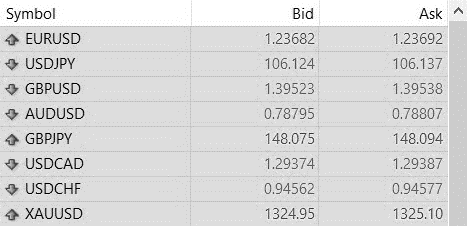 Symbol Bid Ask
EURUSD 1.23682 1.23692
USDJPY 106.124 106.137
GBPUSD 1.39523 1.39538
AUDUSD 0.78795 0.78807
GBPJPY 148.075 148.094
USDCAD 1.29374 1.29387
USDCHF 0.94562 0.94577
XAUUSD 1324.95 1325.10